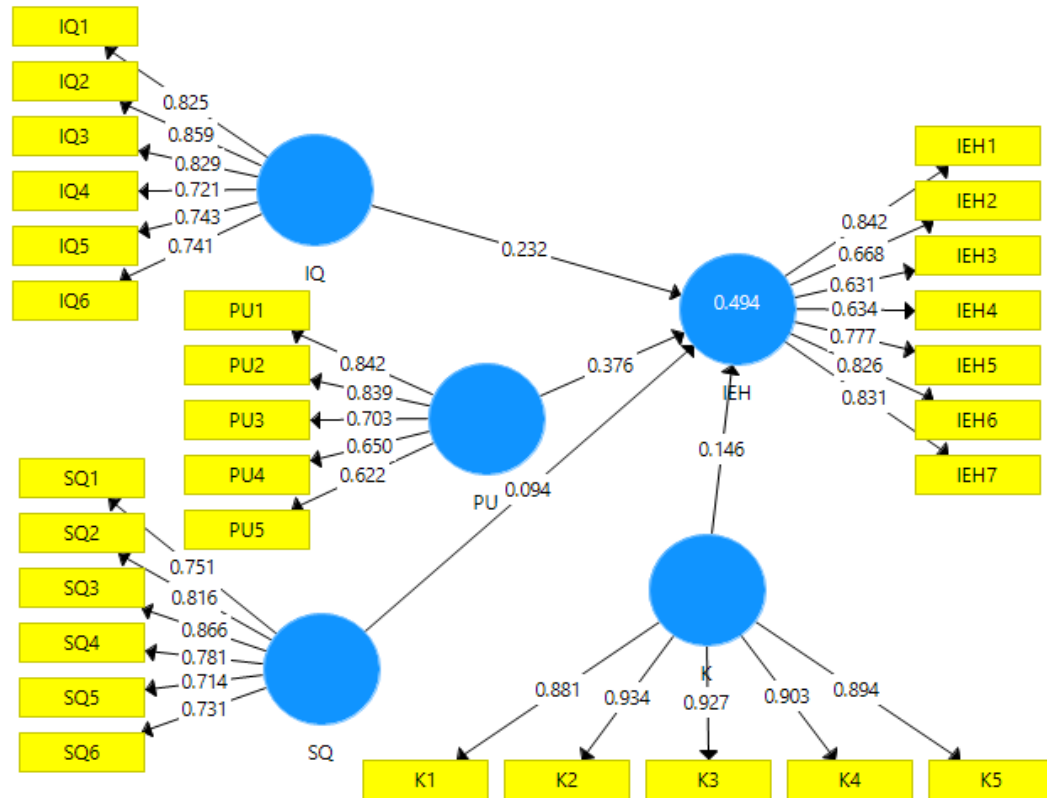 IQ1
IQ2
IQ3
IQ4
IQ5
IQ6
0.825
0.859
0.829
0.721
0.743
0.741
IQ
0.232
PU1
PU2
PU3
PU4
PU5
0.842
0.839
0.703
0.650
0.622
PU
0.376
SQ1
SQ2
SQ3
SQ4
SQ5
SQ6
0.751
0.816
0.866
0.781
0.714
0.731
SQ
0.094
0.494
IEH
0.842
0.668
0.631
0.634
0.777
0.826
0.831
IEH1
IEH2
IEH3
IEH4
IEH5
IEH6
IEH7
0.146
K
0.881
0.934
0.927
0.903
0.894
K1
K2
K3
K4
K5